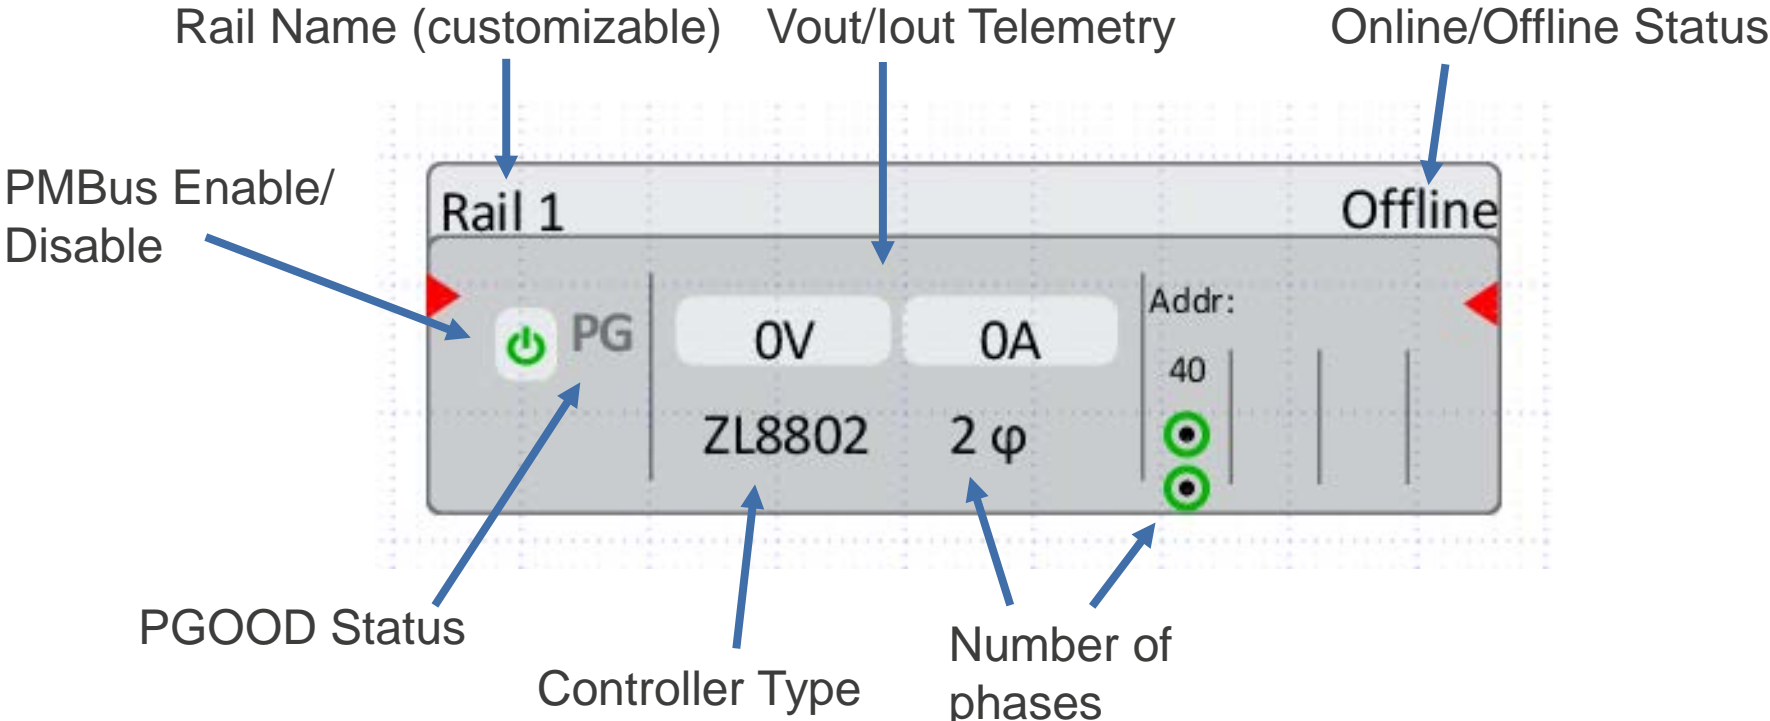 Rail Name (customizable)
Vout/Iout Telemetry
Online/Offline Status
PMBus Enable/
Disable
Rail 1
Offline
PG
0V
0A
Addr:
40
ZL8802
2 φ
PGOOD Status
Controller Type
Number of
phases